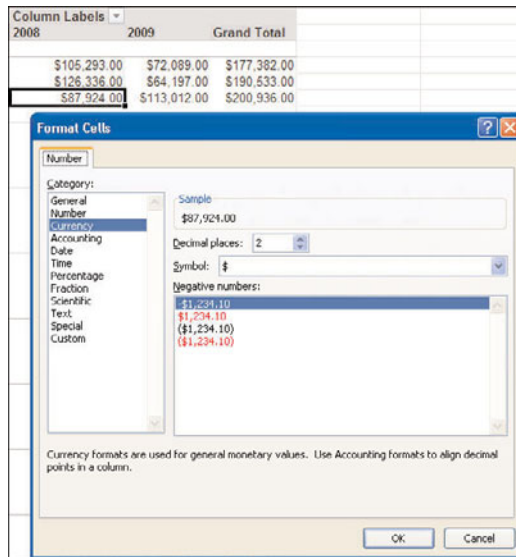 Column Labels
2008 2009 Grand Total
$105,293.00 $72,089.00 $177,382.00
$126,336.00 $64,197.00 $190,533.00
$87,924.00 $113,012.00 $200,936.00
Format Cells
Number
Category:
General
Number
Currency
Accounting
Date
Time
Percentage
Fraction
Scientific
Text
Special
Custom
Sample
$87,924.00
Decimal places: 2
Symbol: $
Negative numbers:
-$1,234.10
$1,234.10
($1,234.10)
($1,234.10)
Currency formats are used for general monetary values. Use Accounting formats to align decimal
points in a column.
OK Cancel